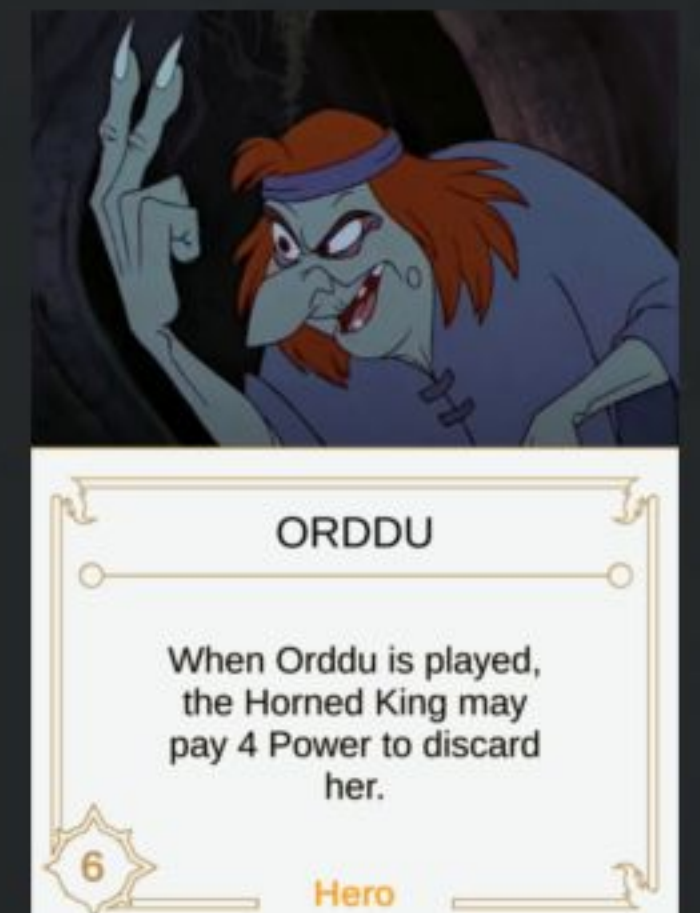 ORDDU
When Orddu is played,
the Horned King may
pay 4 Power to discard
her.
6
Hero